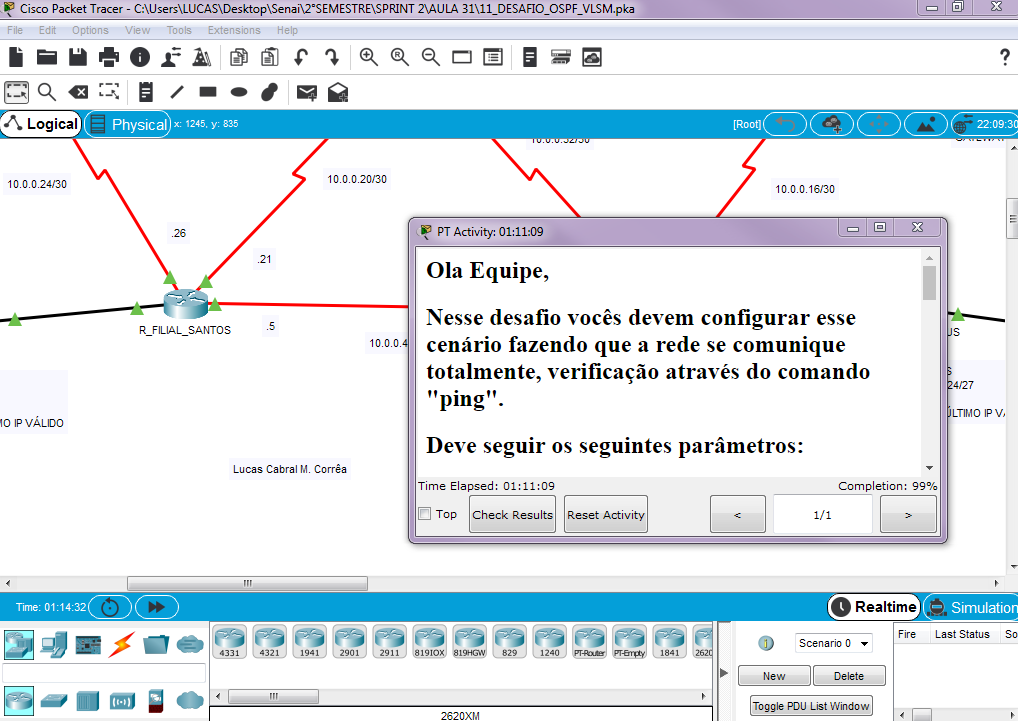 Cisco Packet Tracer - C:\Users\LUCAS\Desktop\Senai\2°SEMESTRE\SPRINT 2\AULA 31\11_DESAFIO_OSPF_VLSM.pka
File Edit Options View Tools Extensions Help
?
Logical Physical x: 1245, y: 835 [Root] 22:09:30
10.0.0.24/30
10.0.0.20/30
10.0.0.32/30
10.0.0.16/30
.26
.21
R_FILIAL_SANTOS
.5
10.0.0.4
MO IP VÁLIDO
Lucas Cabral M. Corrêa
US
S
24/27
ÚLTIMO IP VÁ
PT Activity: 01:11:09
Ola Equipe,
Nesse desafio vocês devem configurar esse
cenário fazendo que a rede se comunique
totalmente, verificação através do comando
"ping".
Deve seguir os seguintes parâmetros:
Time Elapsed: 01:11:09 Completion: 99%
Top Check Results Reset Activity < 1/1 >
Time: 01:14:32 Realtime Simulation
4331 4321 1941 2901 2911 819IOX 819HGW 829 1240 PT-Router PT-Empty 1841 2620
2620XM
Scenario 0
New Delete
Toggle PDU List Window
Fire Last Status So